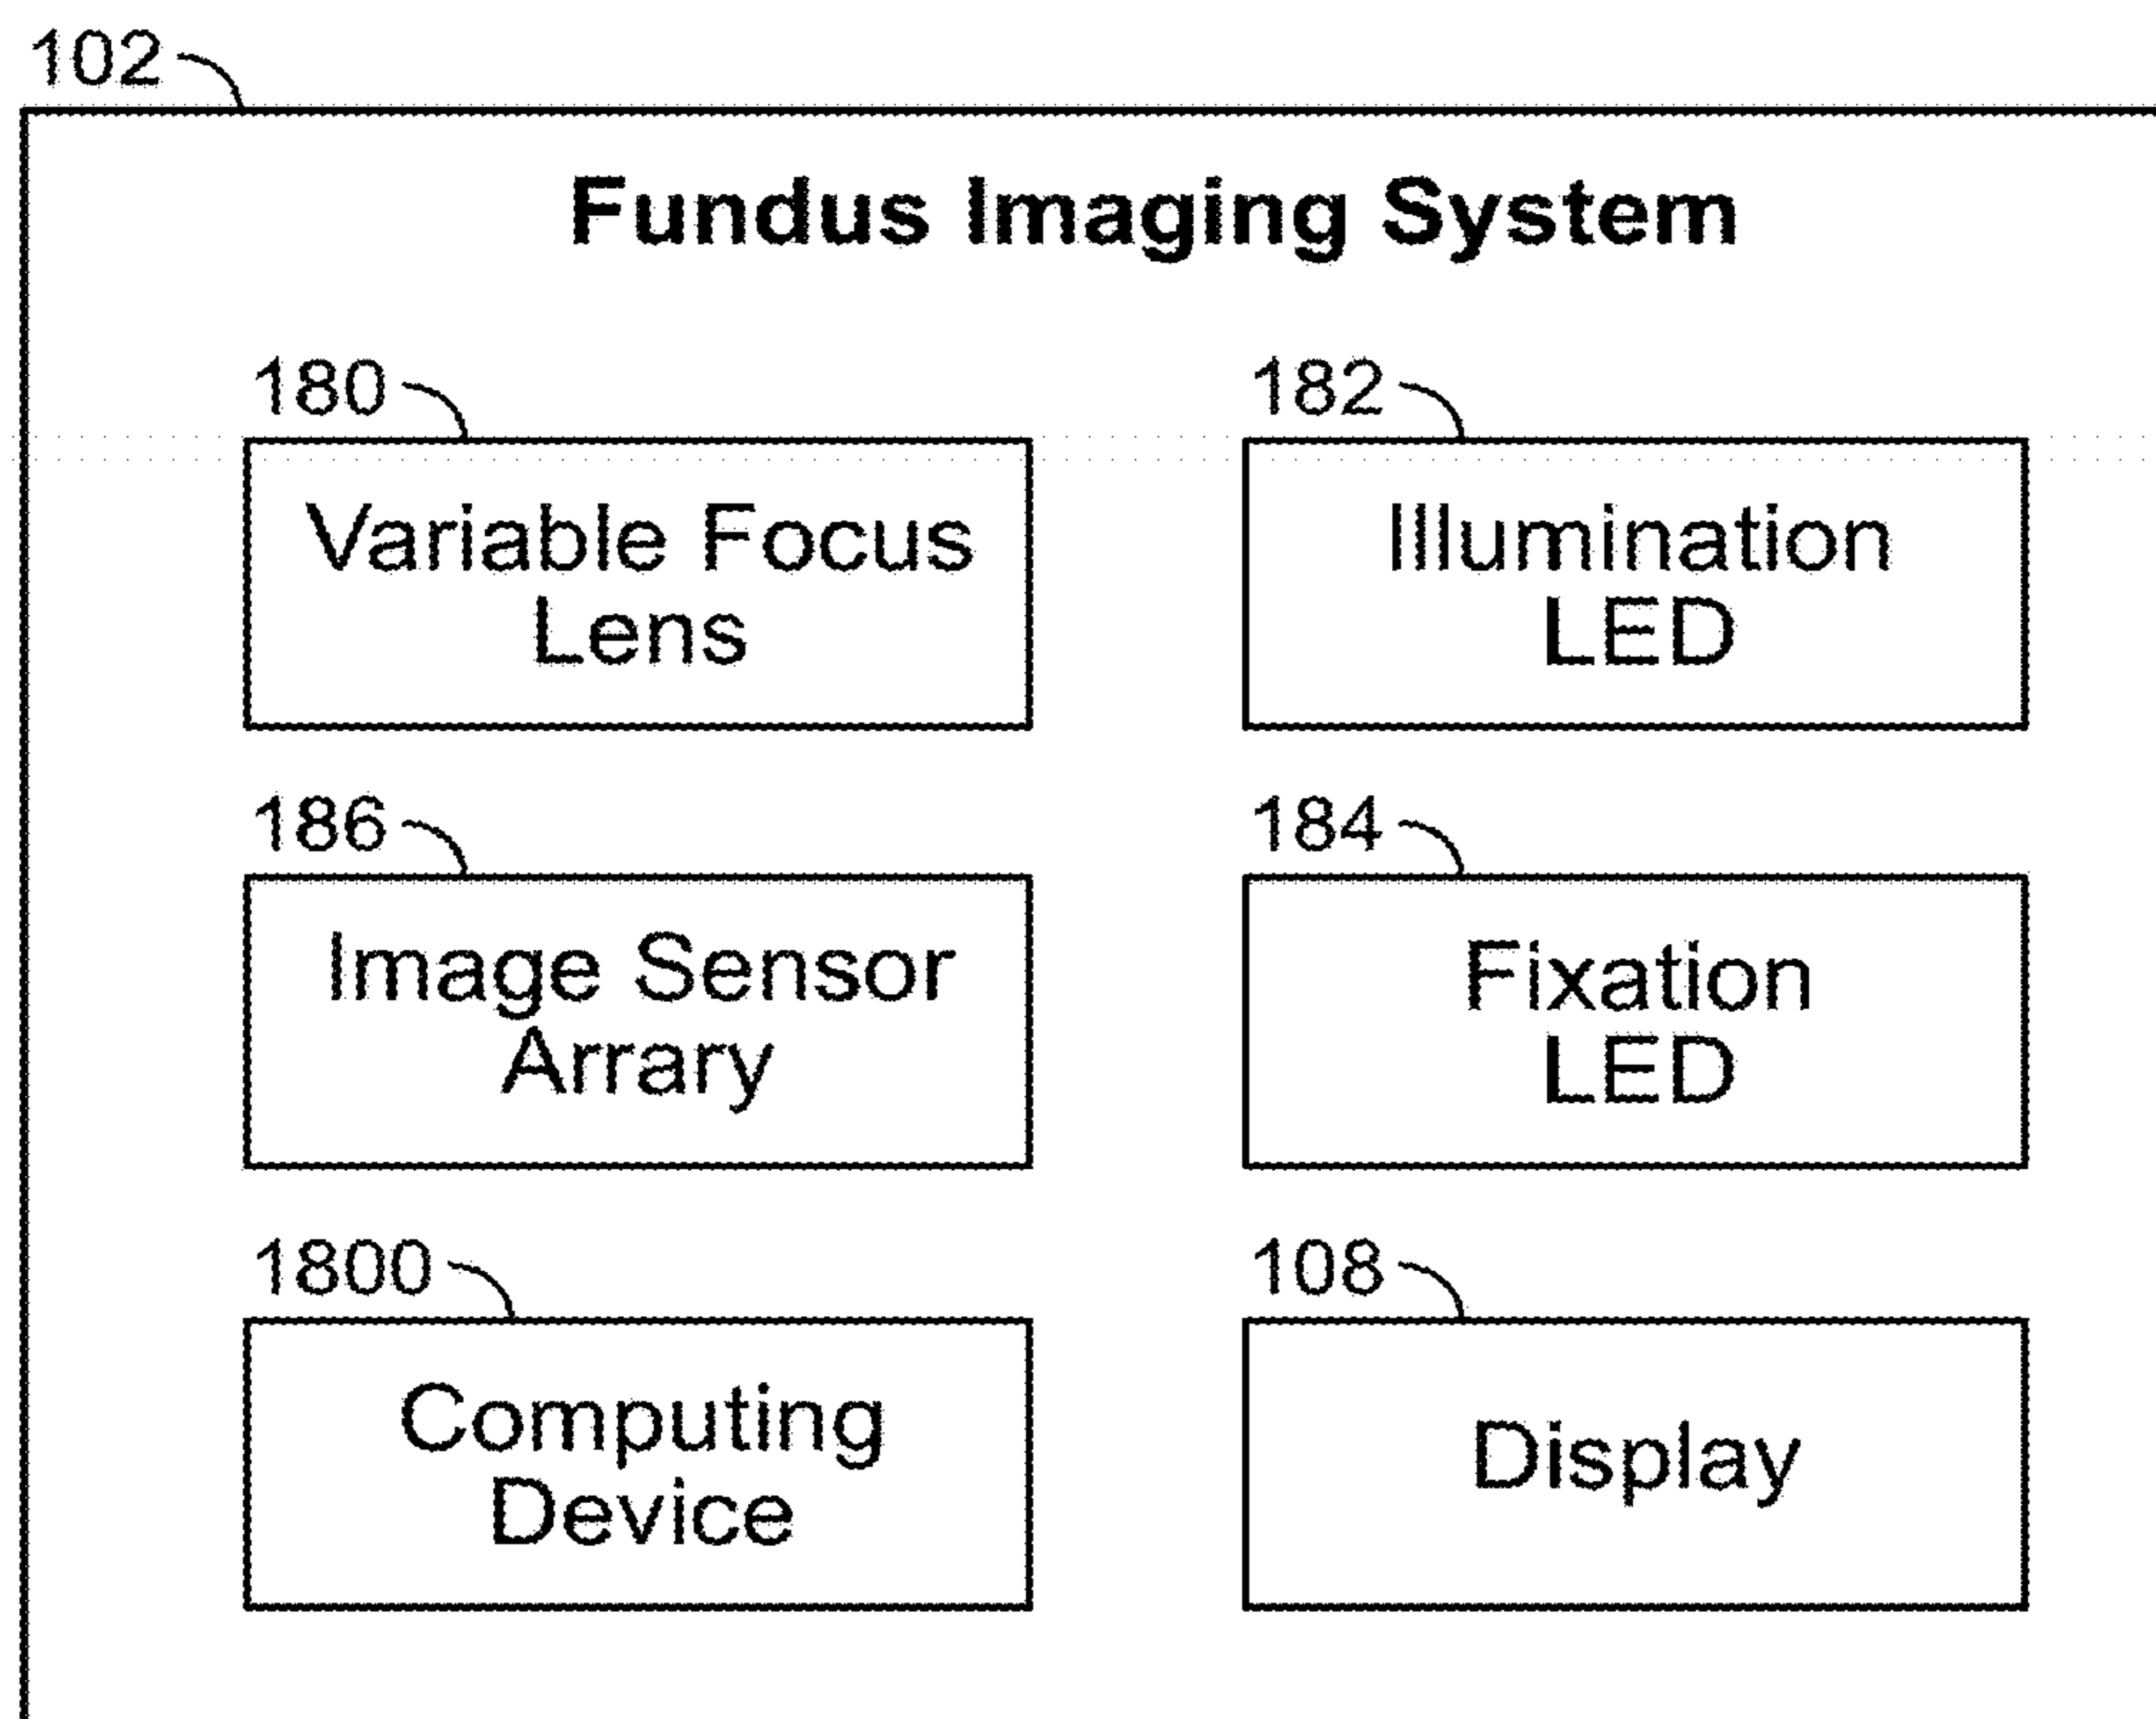 102
Fundus Imaging System
180
Variable Focus
Lens
182
Illumination
LED
186
Image Sensor
Arrary
184
Fixation
LED
1800
Computing
Device
108
Display